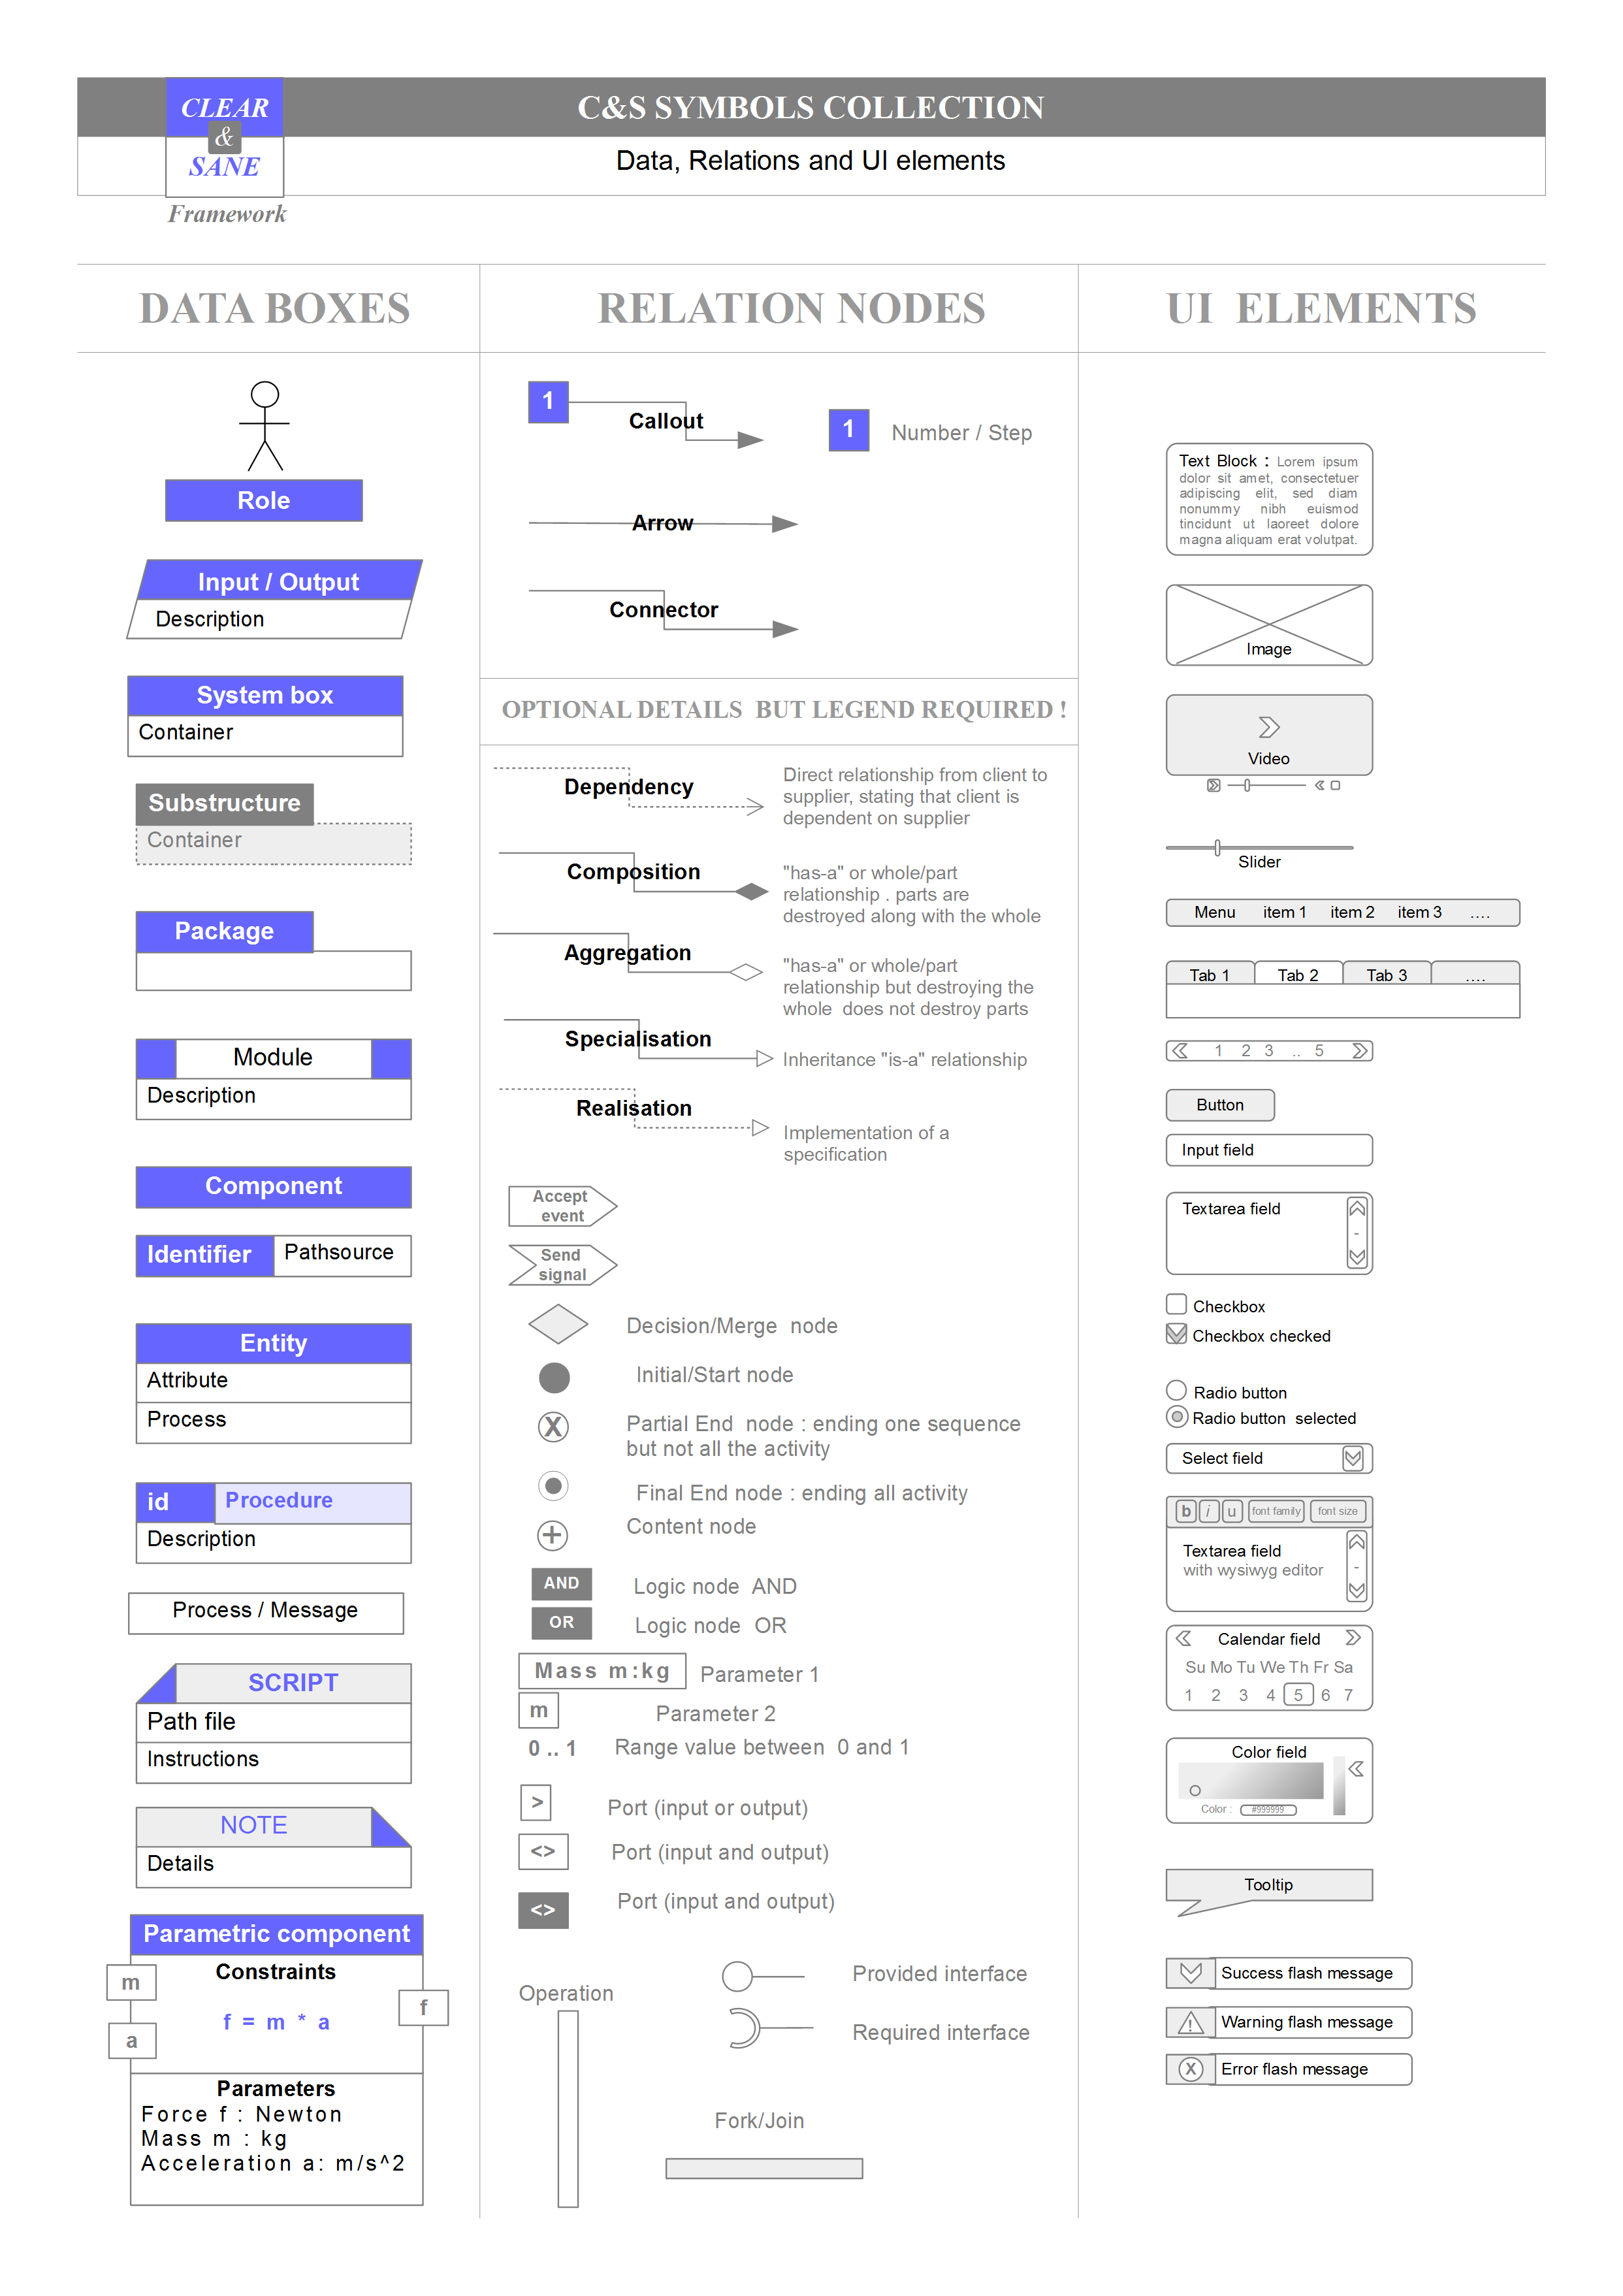 CLEAR
&
SANE
Framework
C&S SYMBOLS COLLECTION
Data, Relations and UI elements
DATA BOXES
Role
Input / Output
Description
System box
Container
Substructure
Container
Package
Module
Description
Component
Identifier Pathsource
Entity
Attribute
Process
id Procedure
Description
Process / Message
SCRIPT
Path file
Instructions
NOTE
Details
Parametric component
Constraints
m
f = m * a
f
a
Parameters
Force f : Newton
Mass m : kg
Acceleration a: m/s^2
RELATION NODES
1
Callout
1 Number / Step
Arrow
Connector
OPTIONAL DETAILS BUT LEGEND REQUIRED !
Dependency
Direct relationship from client to
supplier, stating that client is
dependent on supplier
Composition
"has-a" or whole/part
relationship . parts are
destroyed along with the whole
Aggregation
"has-a" or whole/part
relationship but destroying the
whole does not destroy parts
Specialisation
Inheritance "is-a" relationship
Realisation
Implementation of a
specification
Accept
event
Send
signal
Decision/Merge node
Initial/Start node
X Partial End node : ending one sequence
but not all the activity
Final End node : ending all activity
+ Content node
AND Logic node AND
OR Logic node OR
Mass m:kg Parameter 1
m Parameter 2
0 .. 1 Range value between 0 and 1
> Port (input or output)
<> Port (input and output)
<> Port (input and output)
Operation
Provided interface
Required interface
Fork/Join
UI ELEMENTS
Text Block : Lorem ipsum
dolor sit amet, consectetuer
adipiscing elit, sed diam
nonummy nibh euismod
tincidunt ut laoreet dolore
magna aliquam erat volutpat.
Image
Video
Slider
Menu item 1 item 2 item 3 ....
Tab 1 Tab 2 Tab 3 ....
1 2 3 .. 5
Button
Input field
Textarea field
-
Checkbox
Checkbox checked
Radio button
Radio button selected
Select field
b i u font family font size
Textarea field
with wysiwyg editor
-
Calendar field
Su Mo Tu We Th Fr Sa
1 2 3 4 5 6 7
Color field
Color : #999999
Tooltip
Success flash message
! Warning flash message
X Error flash message